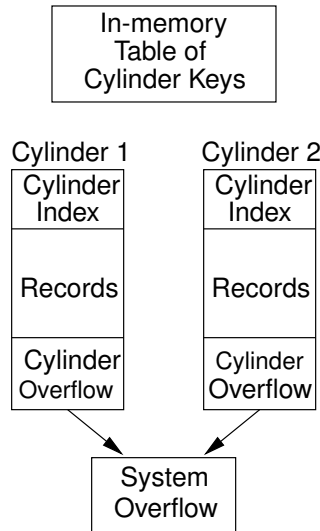 In-memory
Table of
Cylinder Keys
Cylinder 1
Cylinder
Index
Records
Cylinder
Overflow
Cylinder 2
Cylinder
Index
Records
Cylinder
Overflow
System
Overflow